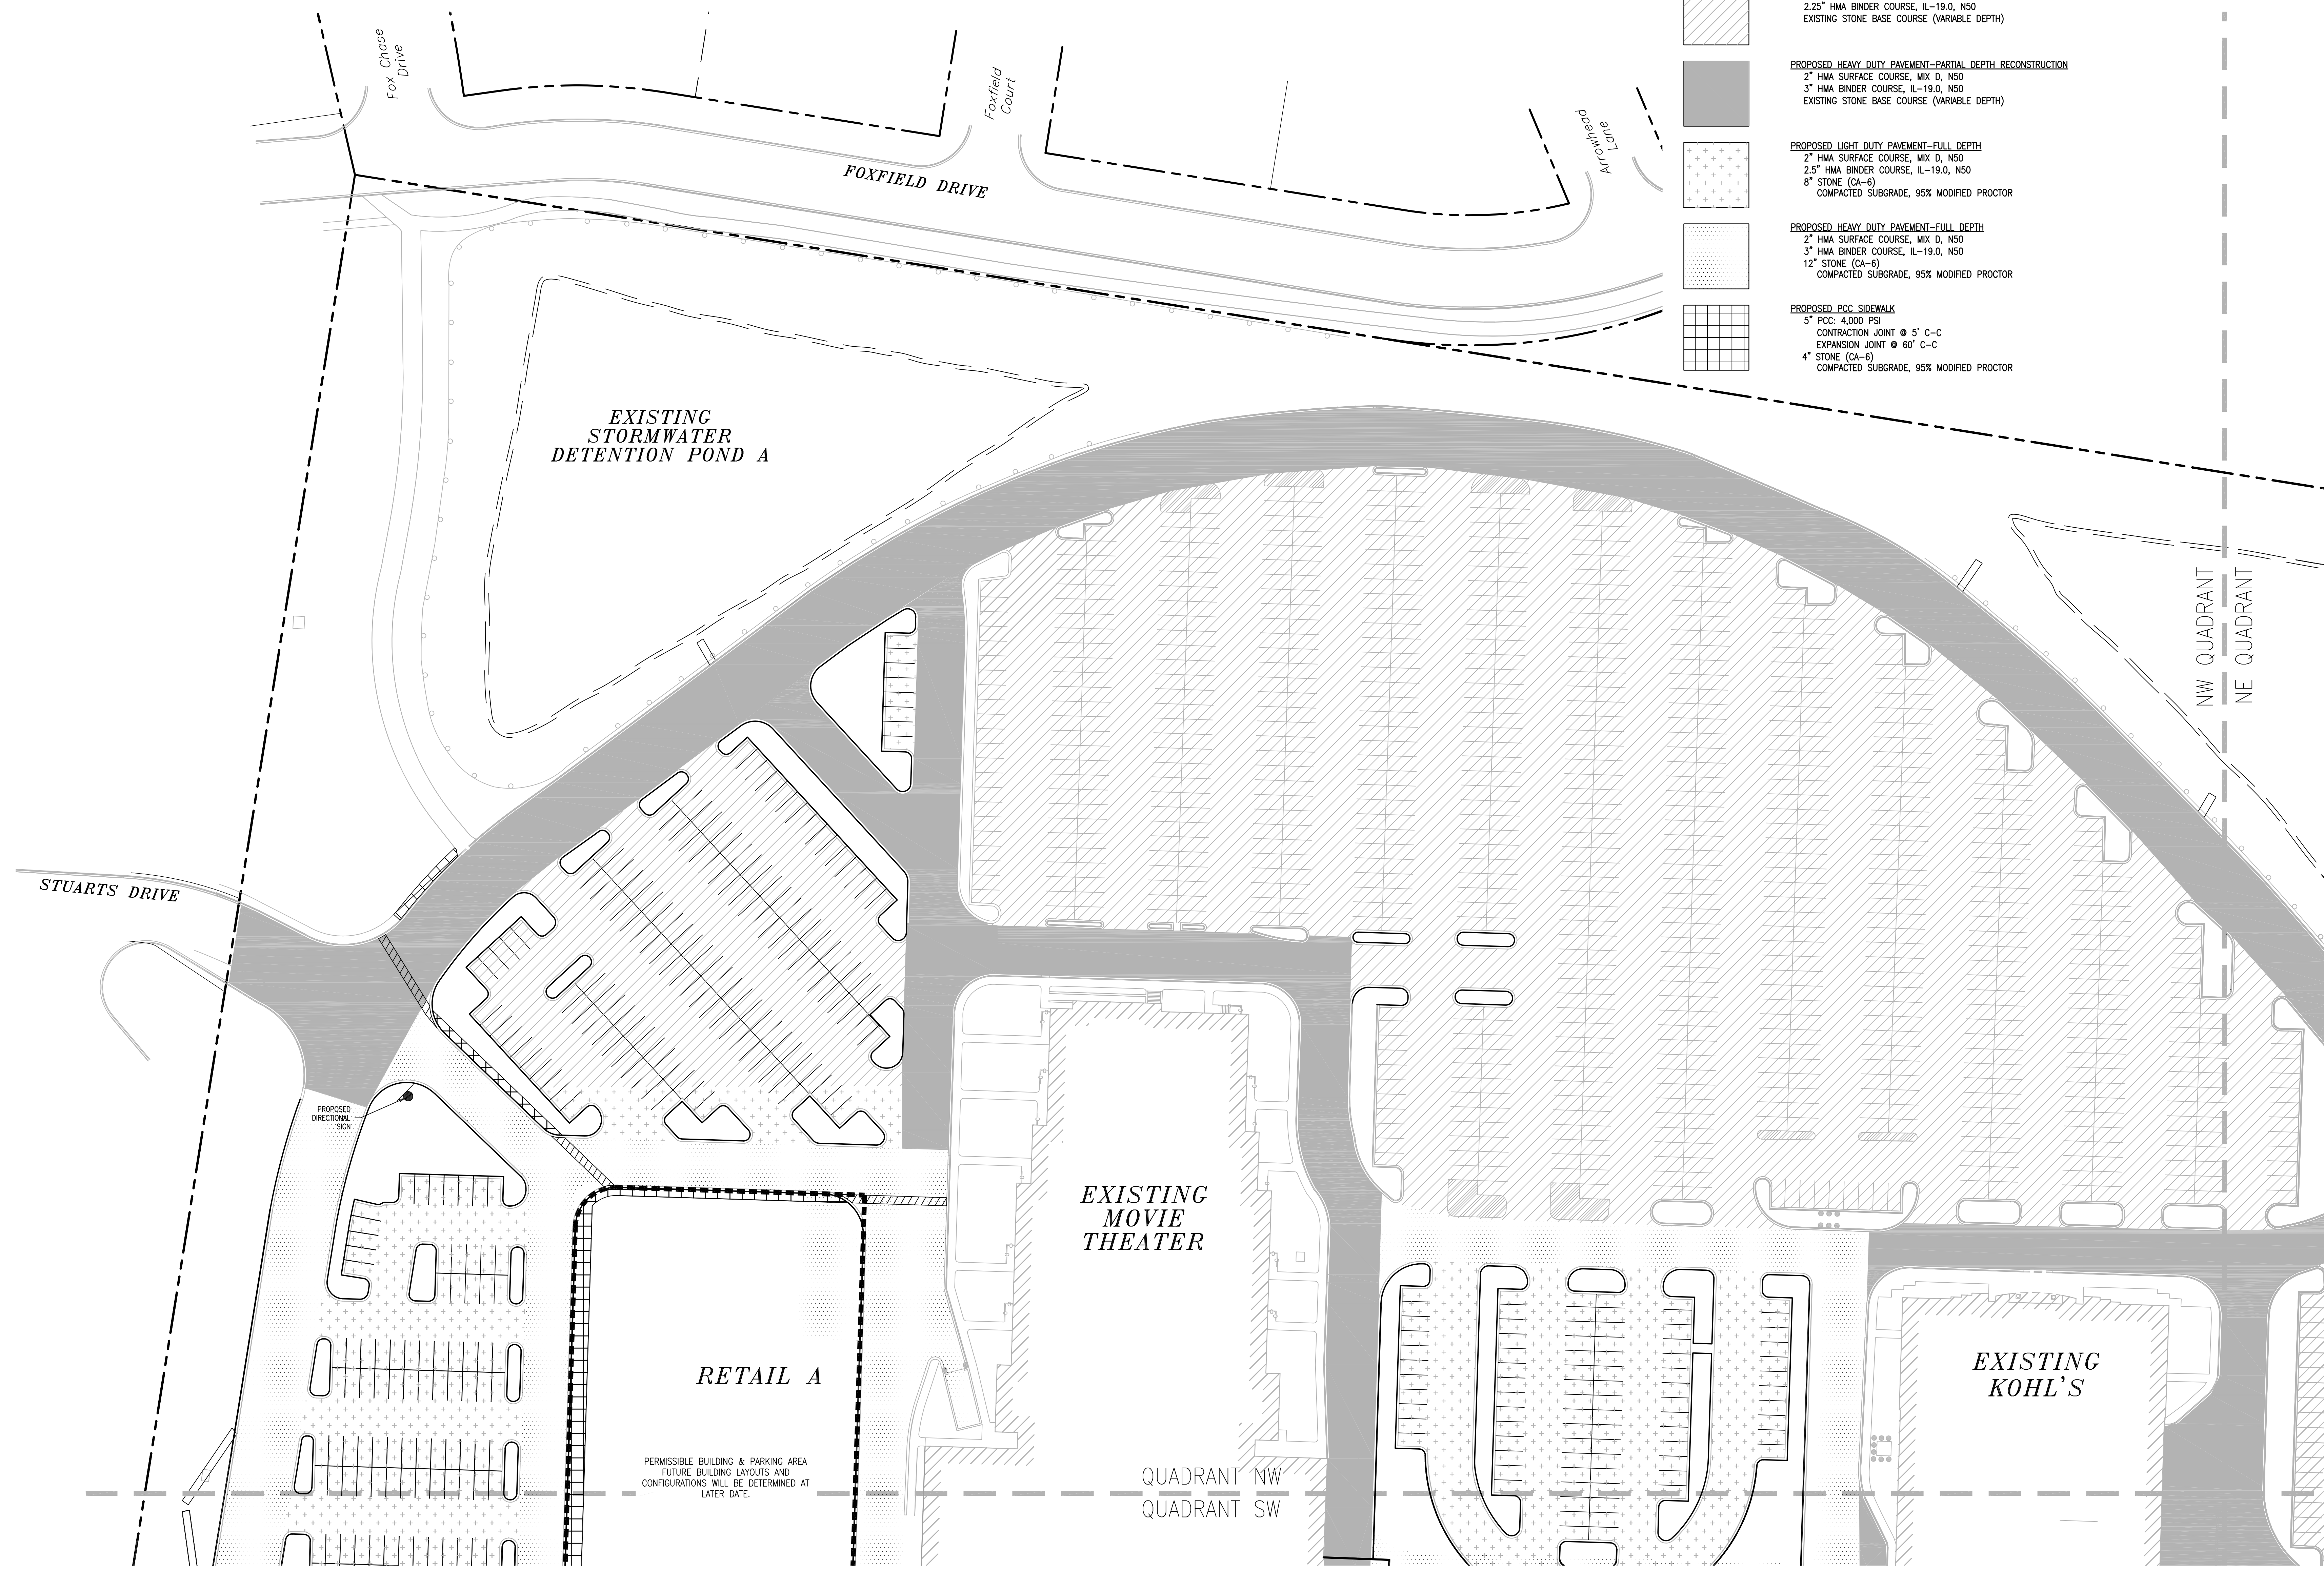 2.25" HMA BINDER COURSE, IL-19.0, N50
EXISTING STONE BASE COURSE (VARIABLE DEPTH)
PROPOSED HEAVY DUTY PAVEMENT-PARTIAL DEPTH RECONSTRUCTION
2" HMA SURFACE COURSE, MIX D, N50
3" HMA BINDER COURSE, IL-19.0, N50
EXISTING STONE BASE COURSE (VARIABLE DEPTH)
PROPOSED LIGHT DUTY PAVEMENT-FULL DEPTH
2" HMA SURFACE COURSE, MIX D, N50
2.5" HMA BINDER COURSE, IL-19.0, N50
8" STONE (CA-6)
COMPACTED SUBGRADE, 95% MODIFIED PROCTOR
PROPOSED HEAVY DUTY PAVEMENT-FULL DEPTH
2" HMA SURFACE COURSE, MIX D, N50
3" HMA BINDER COURSE, IL-19.0, N50
12" STONE (CA-6)
COMPACTED SUBGRADE, 95% MODIFIED PROCTOR
PROPOSED PCC SIDEWALK
5" PCC: 4,000 PSI
CONTRACTION JOINT @ 5' C-C
EXPANSION JOINT @ 60' C-C
4" STONE (CA-6)
COMPACTED SUBGRADE, 95% MODIFIED PROCTOR
Fox Chase
Drive
Foxfield
Court
Arrowhead
Lane
FOXFIELD DRIVE
EXISTING
STORMWATER
DETENTION POND A
NW QUADRANT
NE QUADRANT
STUARTS DRIVE
PROPOSED
DIRECTIONAL
SIGN
EXISTING
MOVIE
THEATER
RETAIL A
EXISTING
KOHL'S
PERMISSIBLE BUILDING & PARKING AREA
FUTURE BUILDING LAYOUTS AND
CONFIGURATIONS WILL BE DETERMINED AT
LATER DATE.
QUADRANT NW
QUADRANT SW